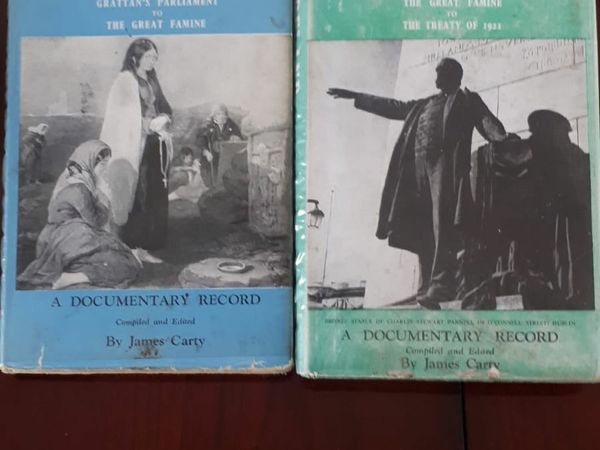 GRATTAN'S PARLIAMENT
TO
THE GREAT FAMINE
A DOCUMENTARY RECORD
Compiled and Edited
By James Carty
THE GREAT FAMINE
TO
THE TREATY OF 1921
BRONZE STATUE OF CHARLES STEWART PARNELL IN O'CONNELL STREET DUBLIN
A DOCUMENTARY RECORD
Compiled and Edited
By James Carty